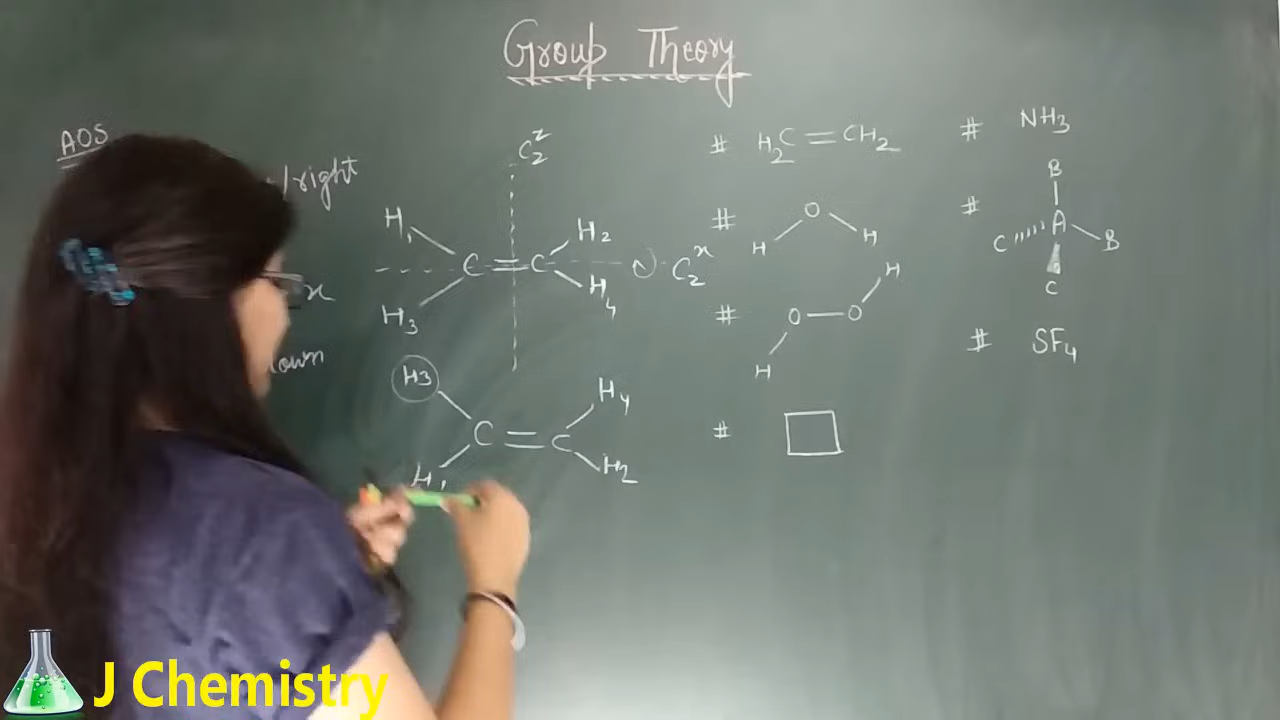 Group Theory
AOS
/right
x
down
C₂ᶻ
H₁ H₂
C = C C₂ˣ
H₃ H₄
H3 H₄
C = C
H₁ H₂
# H₂C = CH₂
# O
H H
# O — O H
H
#
# NH₃
# B
A
C B
C
# SF₄
J Chemistry